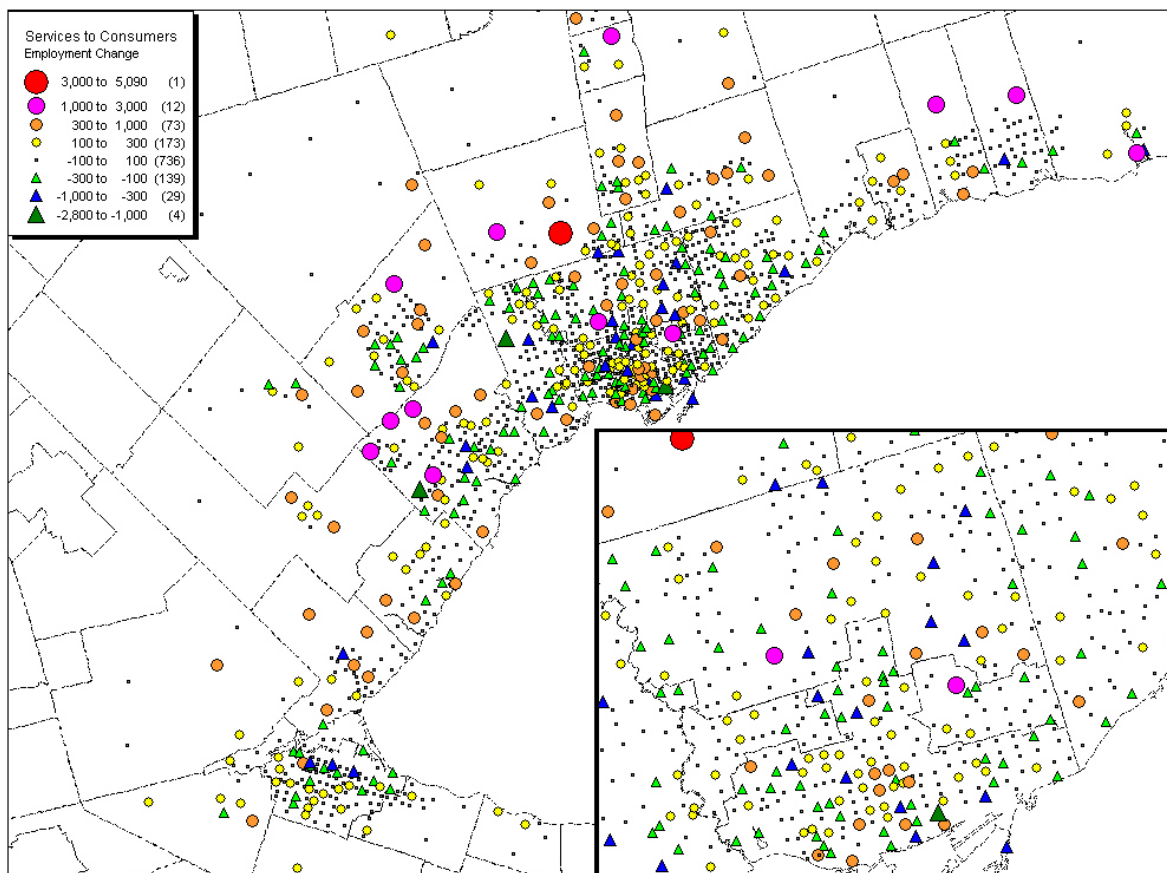 Services to Consumers
Employment Change
3,000 to 5,090 (1)
1,000 to 3,000 (12)
300 to 1,000 (73)
100 to 300 (173)
-100 to 100 (736)
-300 to -100 (139)
-1,000 to -300 (29)
-2,800 to -1,000 (4)